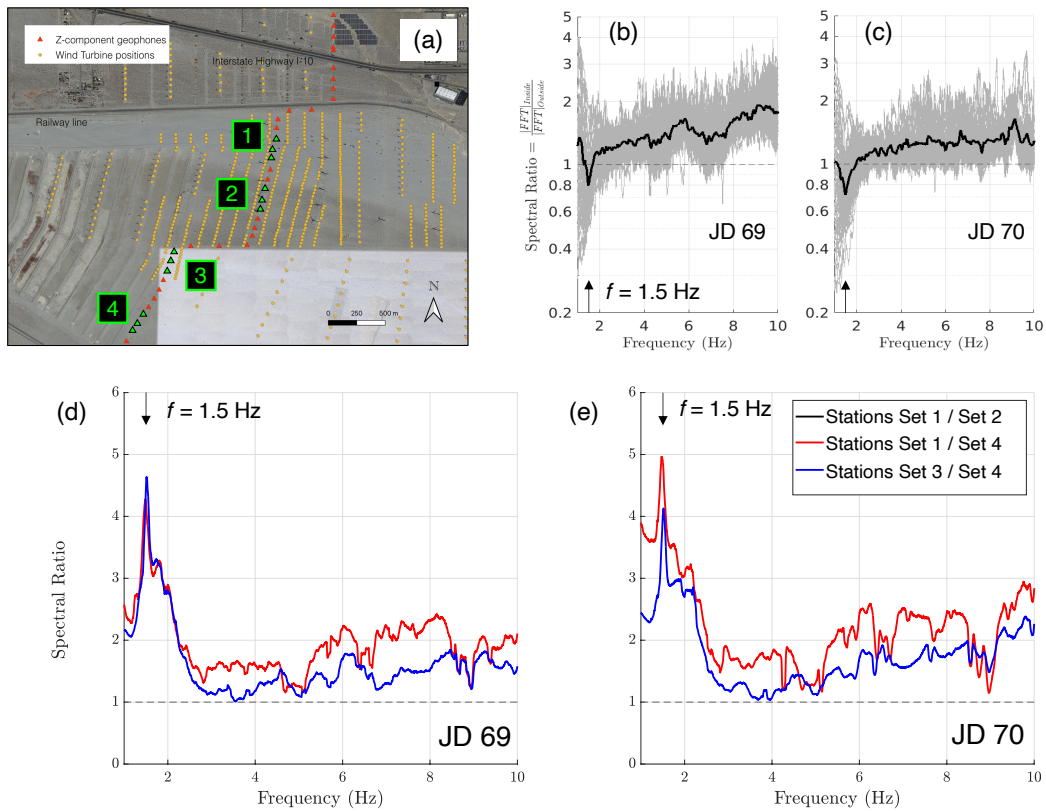 (a)
Z-component geophones
Wind Turbine positions
Interstate Highway I-10
Railway line
1
2
3
4
N
0 250 500 m
(b)
Spectral Ratio = |FFT|Inside / |FFT|Outside
5
4
3
2
1
0.8
0.6
0.4
0.2
JD 69
f = 1.5 Hz
2 4 6 8 10
Frequency (Hz)
(c)
5
4
3
2
1
0.8
0.6
0.4
0.2
JD 70
2 4 6 8 10
Frequency (Hz)
(d)
f = 1.5 Hz
Spectral Ratio
6
5
4
3
2
1
0
JD 69
2 4 6 8 10
Frequency (Hz)
(e)
f = 1.5 Hz
Stations Set 1 / Set 2
Stations Set 1 / Set 4
Stations Set 3 / Set 4
6
5
4
3
2
1
0
JD 70
2 4 6 8 10
Frequency (Hz)